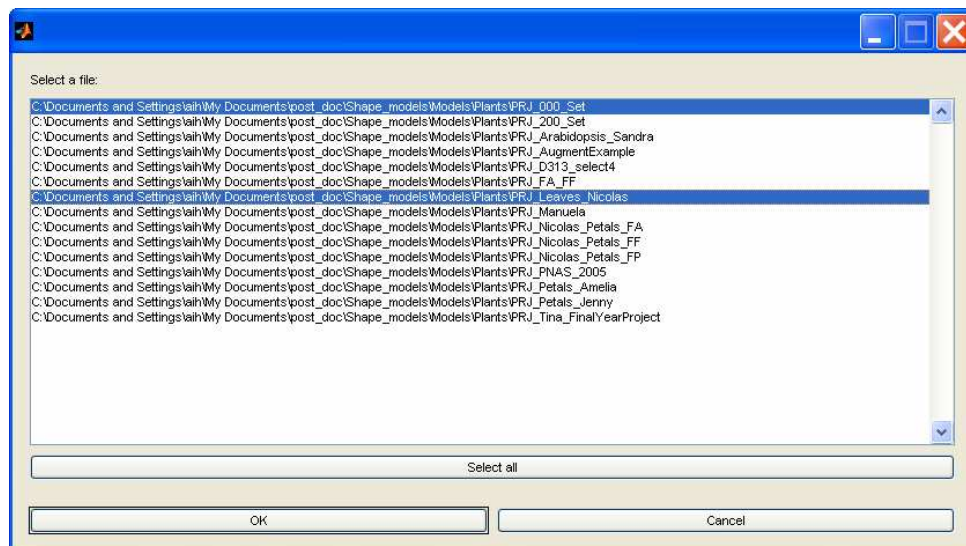 Select a file:
C:\Documents and Settings\aih\My Documents\post_doc\Shape_models\Models\Plants\PRJ_000_Set
C:\Documents and Settings\aih\My Documents\post_doc\Shape_models\Models\Plants\PRJ_200_Set
C:\Documents and Settings\aih\My Documents\post_doc\Shape_models\Models\Plants\PRJ_Arabidopsis_Sandra
C:\Documents and Settings\aih\My Documents\post_doc\Shape_models\Models\Plants\PRJ_AugmentExample
C:\Documents and Settings\aih\My Documents\post_doc\Shape_models\Models\Plants\PRJ_D313_select4
C:\Documents and Settings\aih\My Documents\post_doc\Shape_models\Models\Plants\PRJ_FA_FF
C:\Documents and Settings\aih\My Documents\post_doc\Shape_models\Models\Plants\PRJ_Leaves_Nicolas
C:\Documents and Settings\aih\My Documents\post_doc\Shape_models\Models\Plants\PRJ_Manuela
C:\Documents and Settings\aih\My Documents\post_doc\Shape_models\Models\Plants\PRJ_Nicolas_Petals_FA
C:\Documents and Settings\aih\My Documents\post_doc\Shape_models\Models\Plants\PRJ_Nicolas_Petals_FF
C:\Documents and Settings\aih\My Documents\post_doc\Shape_models\Models\Plants\PRJ_Nicolas_Petals_FP
C:\Documents and Settings\aih\My Documents\post_doc\Shape_models\Models\Plants\PRJ_PNAS_2005
C:\Documents and Settings\aih\My Documents\post_doc\Shape_models\Models\Plants\PRJ_Petals_Amelia
C:\Documents and Settings\aih\My Documents\post_doc\Shape_models\Models\Plants\PRJ_Petals_Jenny
C:\Documents and Settings\aih\My Documents\post_doc\Shape_models\Models\Plants\PRJ_Tina_FinalYearProject
Select all
OK
Cancel